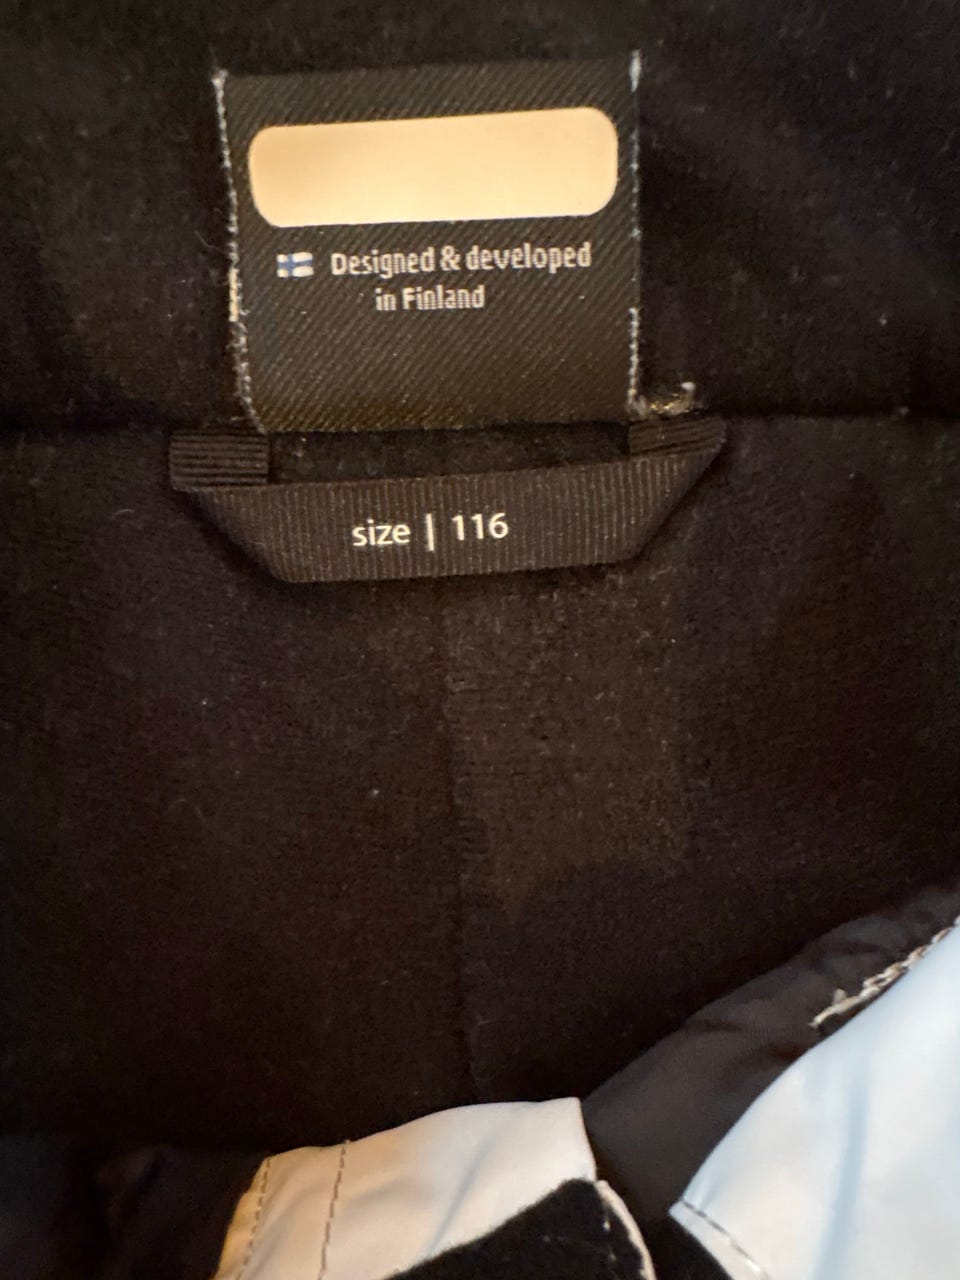 Designed & developed
in Finland
size | 116